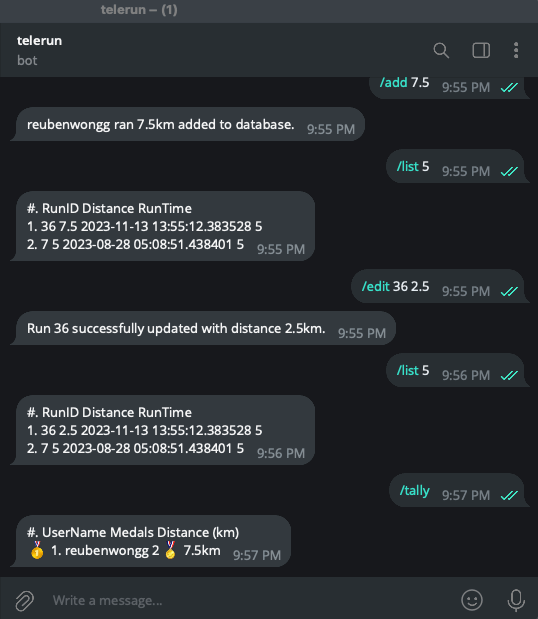 telerun – (1)
telerun
bot
/add 7.5 9:55 PM
reubenwongg ran 7.5km added to database. 9:55 PM
/list 5 9:55 PM
#. RunID Distance RunTime
1. 36 7.5 2023-11-13 13:55:12.383528 5
2. 7 5 2023-08-28 05:08:51.438401 5 9:55 PM
/edit 36 2.5 9:55 PM
Run 36 successfully updated with distance 2.5km. 9:55 PM
/list 5 9:56 PM
#. RunID Distance RunTime
1. 36 2.5 2023-11-13 13:55:12.383528 5
2. 7 5 2023-08-28 05:08:51.438401 5 9:56 PM
/tally 9:57 PM
#. UserName Medals Distance (km)
🥇 1. reubenwongg 2 🏅 7.5km 9:57 PM
Write a message...